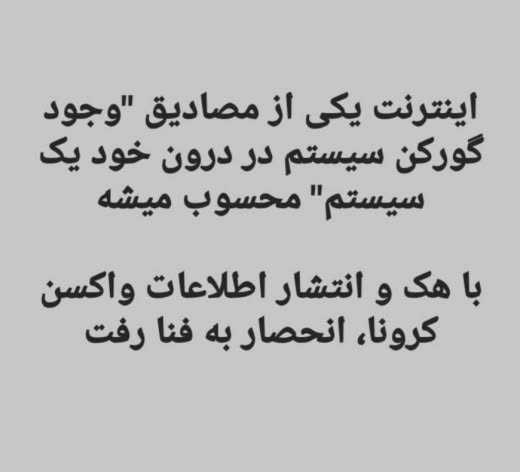 اینترنت یکی از مصادیق "وجود
گورکن سیستم در درون خود یک
سیستم" محسوب میشه
با هک و انتشار اطلاعات واکسن
کرونا، انحصار به فنا رفت